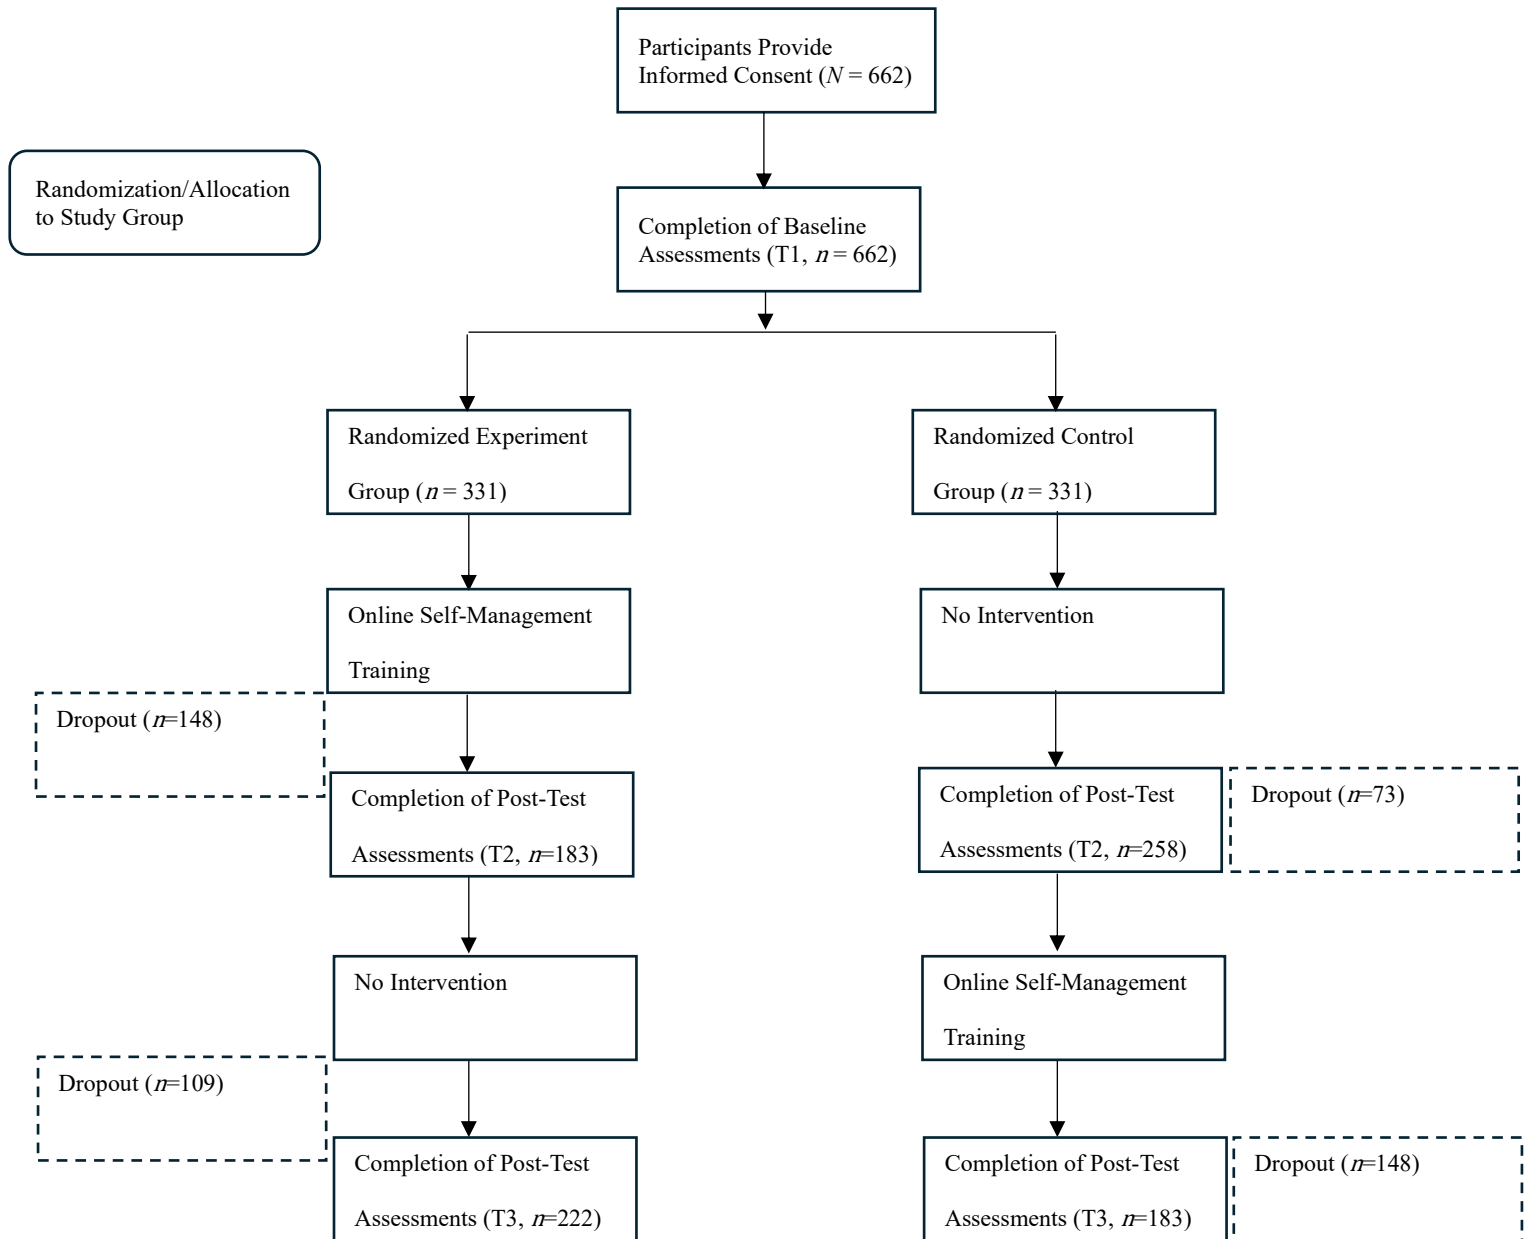 Participants Provide
Informed Consent (N = 662)
Randomization/Allocation
to Study Group
Completion of Baseline
Assessments (T1, n = 662)
Randomized Experiment
Group (n = 331)
Randomized Control
Group (n = 331)
Online Self-Management
Training
No Intervention
Dropout (n=148)
Completion of Post-Test
Assessments (T2, n=183)
Completion of Post-Test
Assessments (T2, n=258)
Dropout (n=73)
No Intervention
Online Self-Management
Training
Dropout (n=109)
Completion of Post-Test
Assessments (T3, n=222)
Completion of Post-Test
Assessments (T3, n=183)
Dropout (n=148)